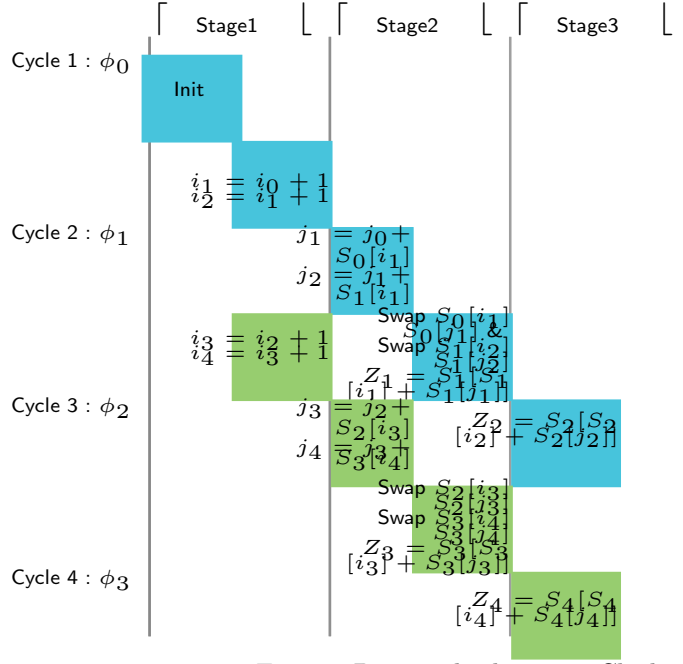 Stage1 Stage2 Stage3
Cycle 1 : ϕ₀
Init
i₁ = i₀ + 1
i₂ = i₁ + 1
Cycle 2 : ϕ₁
j₁ = j₀ +
S₀[i₁]
j₂ = j₁ +
S₁[i₁]
Swap S₀[i₁]
S₀[j₁] &
Swap S₁[i₂]
S₁[j₂]
Z₁ = S₁[S₁
[i₁] + S₁[j₁]]
i₃ = i₂ + 1
i₄ = i₃ + 1
Cycle 3 : ϕ₂
j₃ = j₂ +
S₂[i₃]
j₄ = j₃ +
S₃[i₄]
Z₂ = S₂[S₂
[i₂] + S₂[j₂]]
Swap S₂[i₃]
S₂[j₃]
Swap S₃[i₄]
S₃[j₄]
Z₃ = S₃[S₃
[i₃] + S₃[j₃]]
Cycle 4 : ϕ₃
Z₄ = S₄[S₄
[i₄] + S₄[j₄]]